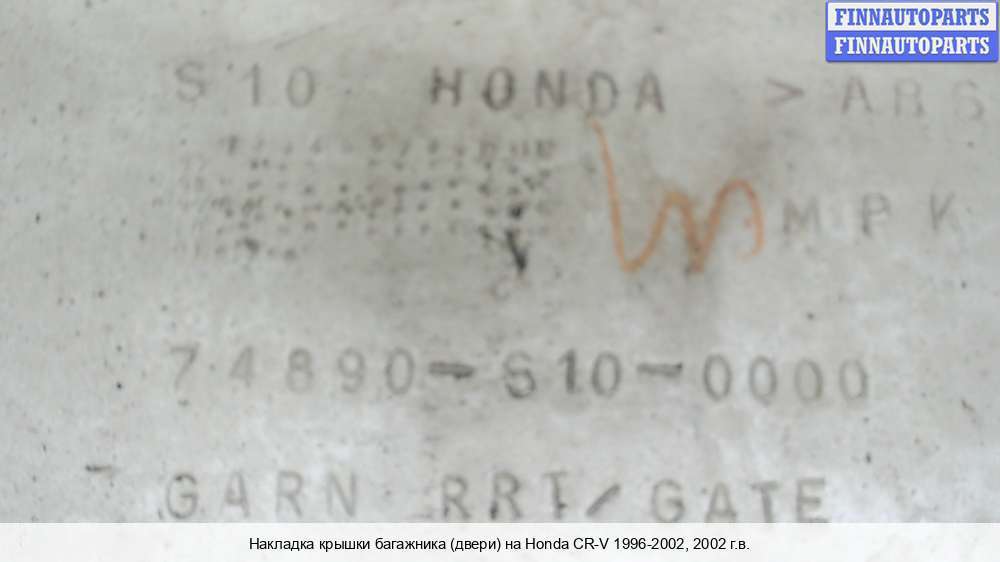 FINNAUTOPARTS
FINNAUTOPARTS
S10 HONDA >ABS
MPK
74890-S10-0000
GARN RRT/GATE
Накладка крышки багажника (двери) на Honda CR-V 1996-2002, 2002 г.в.